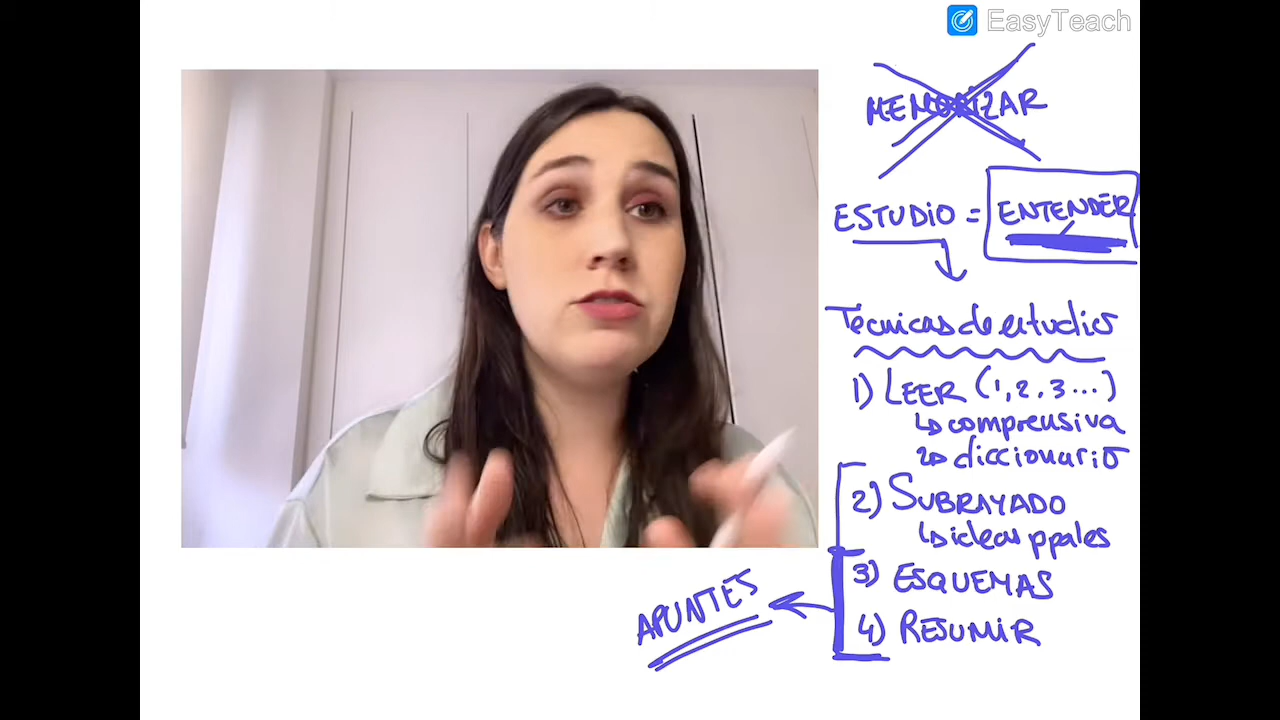 EasyTeach
MEMORIZAR
ESTUDIO = ENTENDER
Técnicas de estudios
1) LEER (1, 2, 3 ...)
↳ comprensiva
↳ diccionario
2) SUBRAYADO
↳ ideas ppales
3) ESQUEMAS
4) RESUMIR
APUNTES